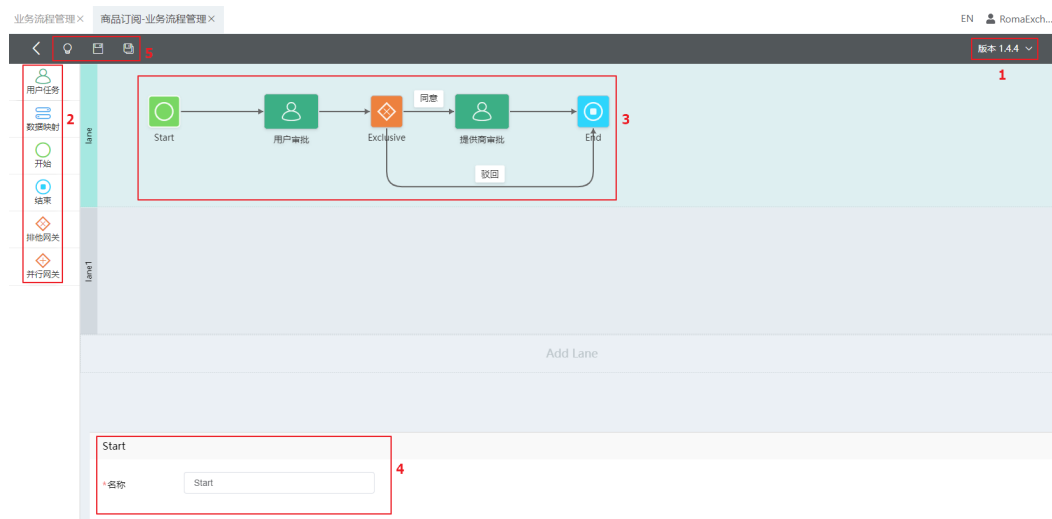 业务流程管理×
商品订阅-业务流程管理×
EN
RomaExch...
5
版本 1.4.4
1
用户任务
数据映射
2
开始
结束
排他网关
并行网关
lane
Start
用户审批
Exclusive
同意
提供商审批
End
3
驳回
lane1
Add Lane
Start
*名称
Start
4